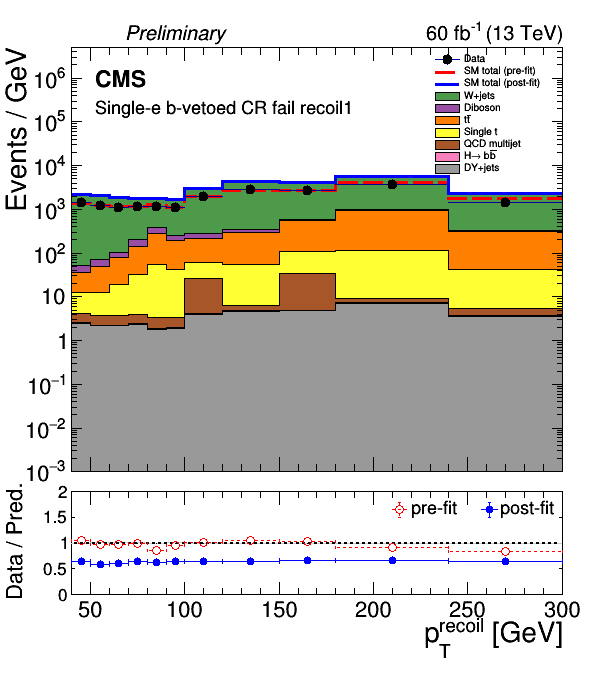 Preliminary 60 fb⁻¹ (13 TeV)
Events / GeV
CMS
Single-e b-vetoed CR fail recoil1
Data
SM total (pre-fit)
SM total (post-fit)
W+jets
Diboson
tt̅
Single t
QCD multijet
H→ bb̅
DY+jets
10⁶
10⁵
10⁴
10³
10²
10
1
10⁻¹
10⁻²
10⁻³
Data / Pred.
pre-fit post-fit
2
1.5
1
0.5
0
50 100 150 200 250 300
p_T^recoil [GeV]